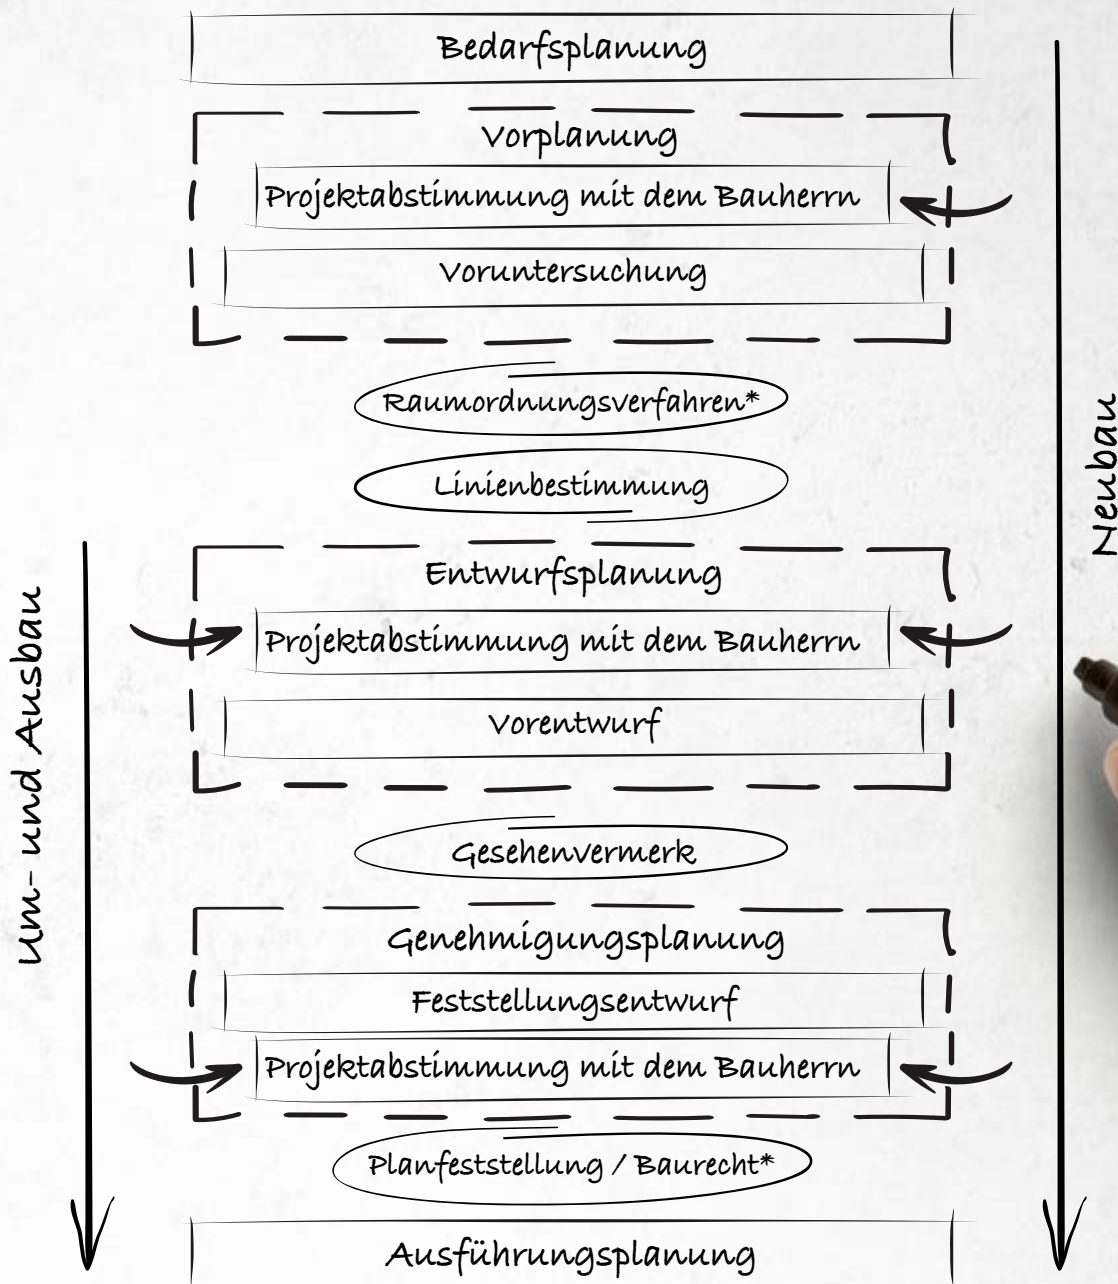 Bedarfsplanung
Vorplanung
Projektabstimmung mit dem Bauherrn
Voruntersuchung
Raumordnungsverfahren*
Linienbestimmung
Entwurfsplanung
Projektabstimmung mit dem Bauherrn
Vorentwurf
Gesehenvermerk
Genehmigungsplanung
Feststellungsentwurf
Projektabstimmung mit dem Bauherrn
Planfeststellung / Baurecht*
Ausführungsplanung
Um- und Ausbau
Neubau